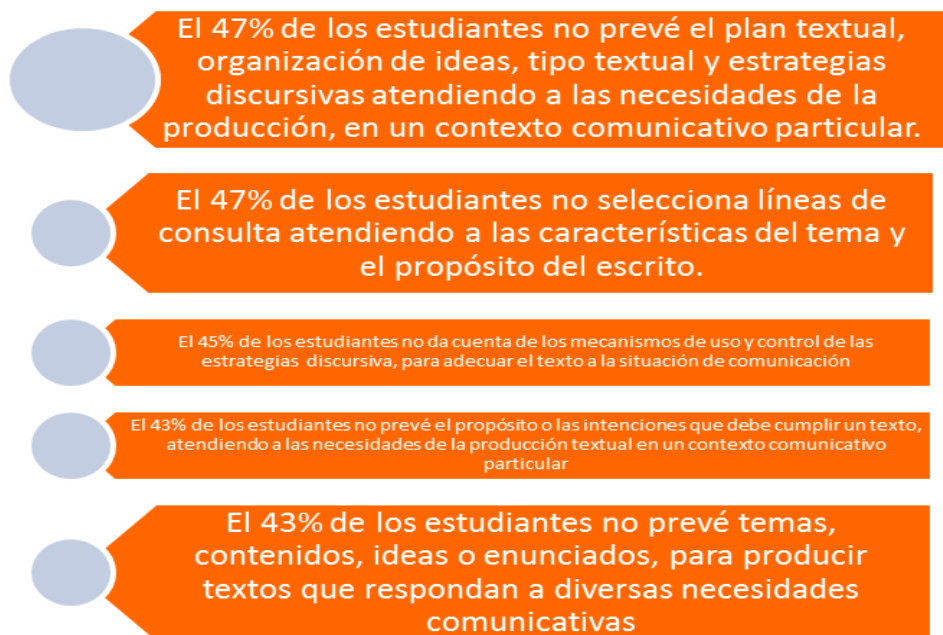 El 47% de los estudiantes no prevé el plan textual,
organización de ideas, tipo textual y estrategias
discursivas atendiendo a las necesidades de la
producción, en un contexto comunicativo particular.
El 47% de los estudiantes no selecciona líneas de
consulta atendiendo a las características del tema y
el propósito del escrito.
El 45% de los estudiantes no da cuenta de los mecanismos de uso y control de las
estrategias discursiva, para adecuar el texto a la situación de comunicación
El 43% de los estudiantes no prevé el propósito o las intenciones que debe cumplir un texto,
atendiendo a las necesidades de la producción textual en un contexto comunicativo
particular
El 43% de los estudiantes no prevé temas,
contenidos, ideas o enunciados, para producir
textos que respondan a diversas necesidades
comunicativas